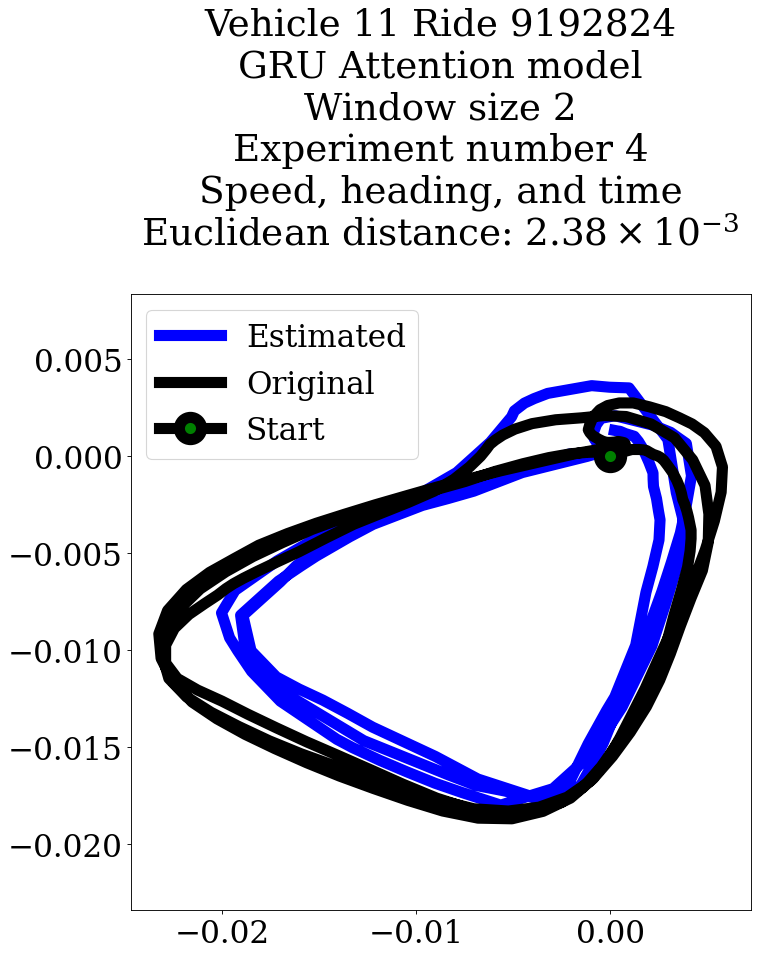 Vehicle 11 Ride 9192824
GRU Attention model
Window size 2
Experiment number 4
Speed, heading, and time
Euclidean distance: 2.38 × 10⁻³
Estimated
Original
Start
0.005
0.000
−0.005
−0.010
−0.015
−0.020
−0.02
−0.01
0.00